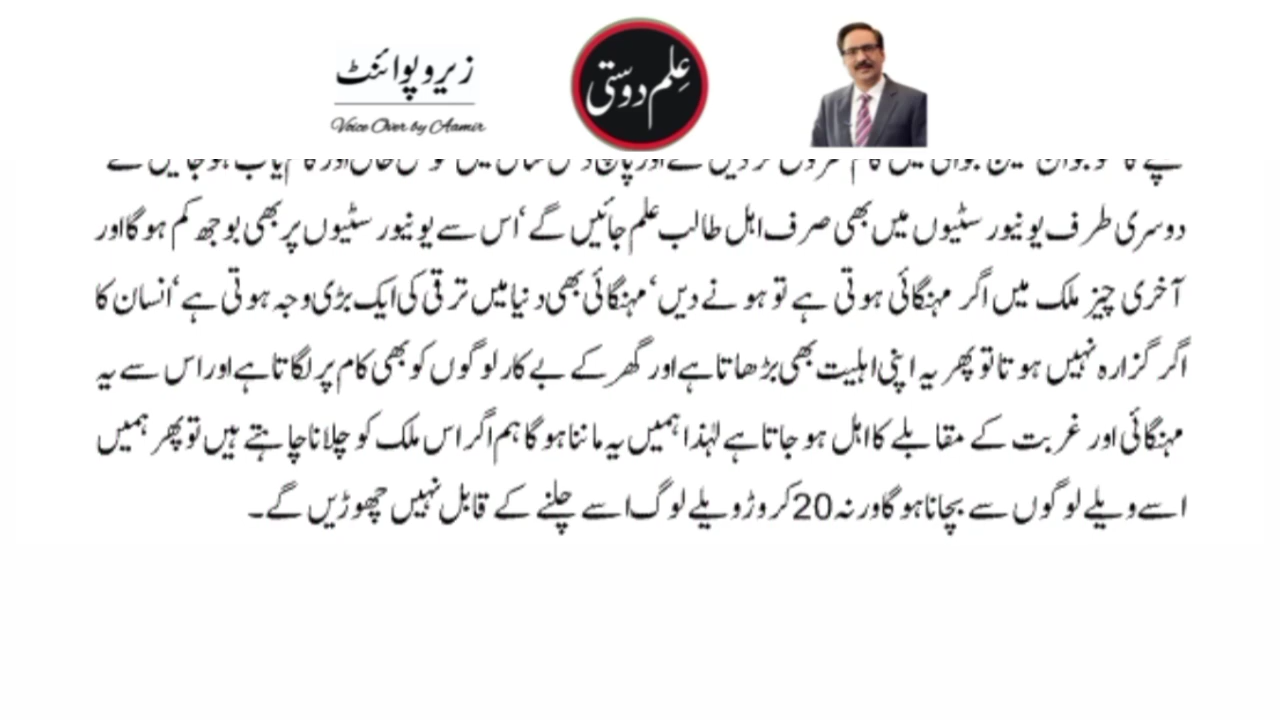 زیرو پوائنٹ
Voice Over by Aamir
علم دوستی
دوسری طرف یونیورسٹیوں میں بھی صرف اہل طالب علم جائیں گے‘ اس سے یونیورسٹیوں پر بھی بوجھ کم ہو گا اور
آخری چیز ملک میں اگر مہنگائی ہوتی ہے تو ہونے دیں‘ مہنگائی بھی دنیا میں ترقی کی ایک بڑی وجہ ہوتی ہے‘ انسان کا
اگر گزارہ نہیں ہوتا تو پھر یہ اپنی اہلیت بھی بڑھاتا ہے اور گھر کے بے کار لوگوں کو بھی کام پر لگاتا ہے اور اس سے یہ
مہنگائی اور غربت کے مقابلے کا اہل ہو جاتا ہے لہٰذا ہمیں یہ ماننا ہو گا ہم اگر اس ملک کو چلانا چاہتے ہیں تو پھر ہمیں
اسے ویلے لوگوں سے بچانا ہو گا ورنہ 20 کروڑ ویلے لوگ اسے چلنے کے قابل نہیں چھوڑیں گے۔